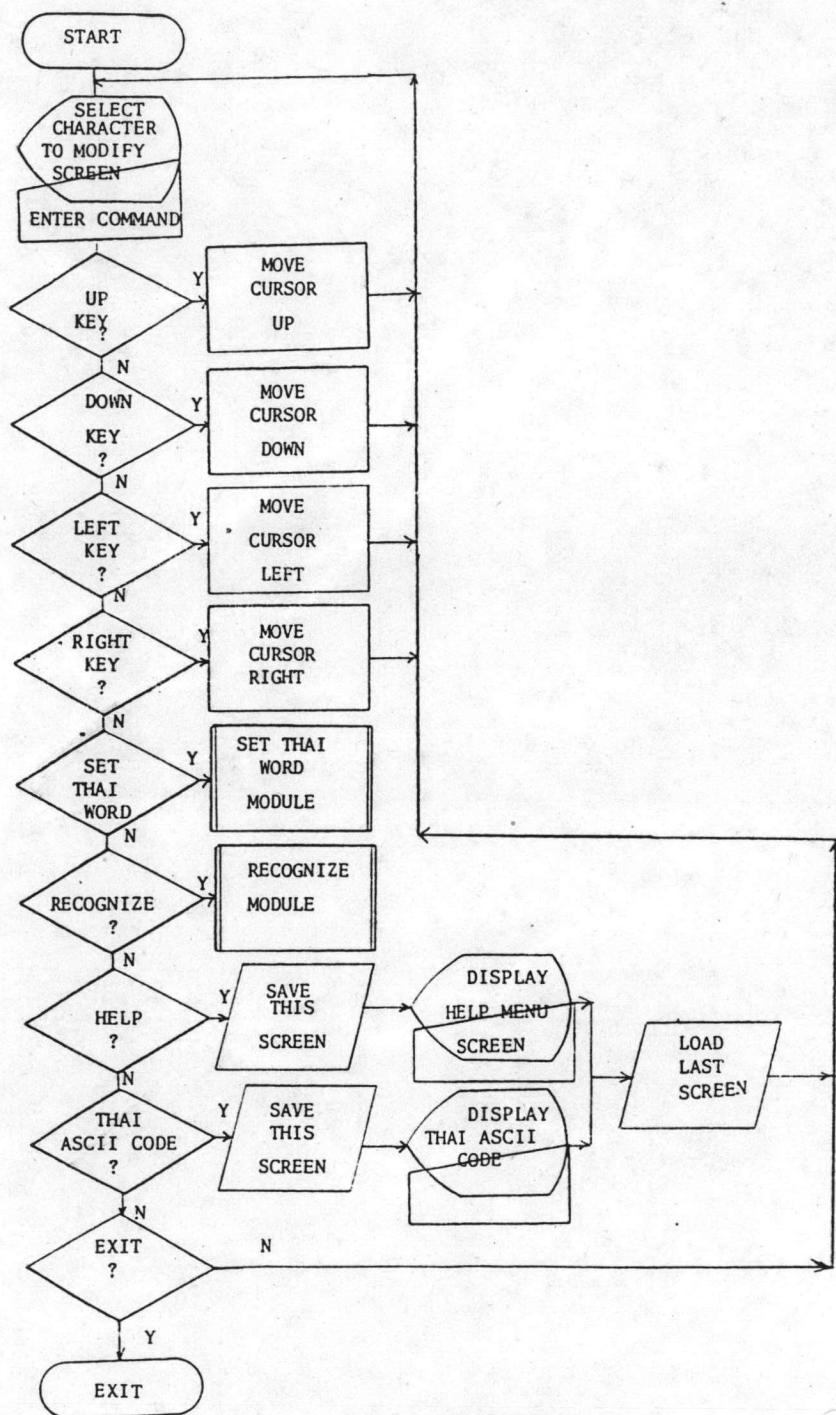 START
SELECT
CHARACTER
TO MODIFY
SCREEN
ENTER COMMAND
UP
KEY
?
Y
MOVE
CURSOR
UP
N
DOWN
KEY
?
Y
MOVE
CURSOR
DOWN
N
LEFT
KEY
?
Y
MOVE
CURSOR
LEFT
N
RIGHT
KEY
?
Y
MOVE
CURSOR
RIGHT
N
SET
THAI
WORD
Y
SET THAI
WORD
MODULE
N
RECOGNIZE
?
Y
RECOGNIZE
MODULE
N
HELP
?
Y
SAVE
THIS
SCREEN
DISPLAY
HELP MENU
SCREEN
LOAD
LAST
SCREEN
N
THAI
ASCII CODE
?
Y
SAVE
THIS
SCREEN
DISPLAY
THAI ASCII
CODE
N
EXIT
?
N
Y
EXIT